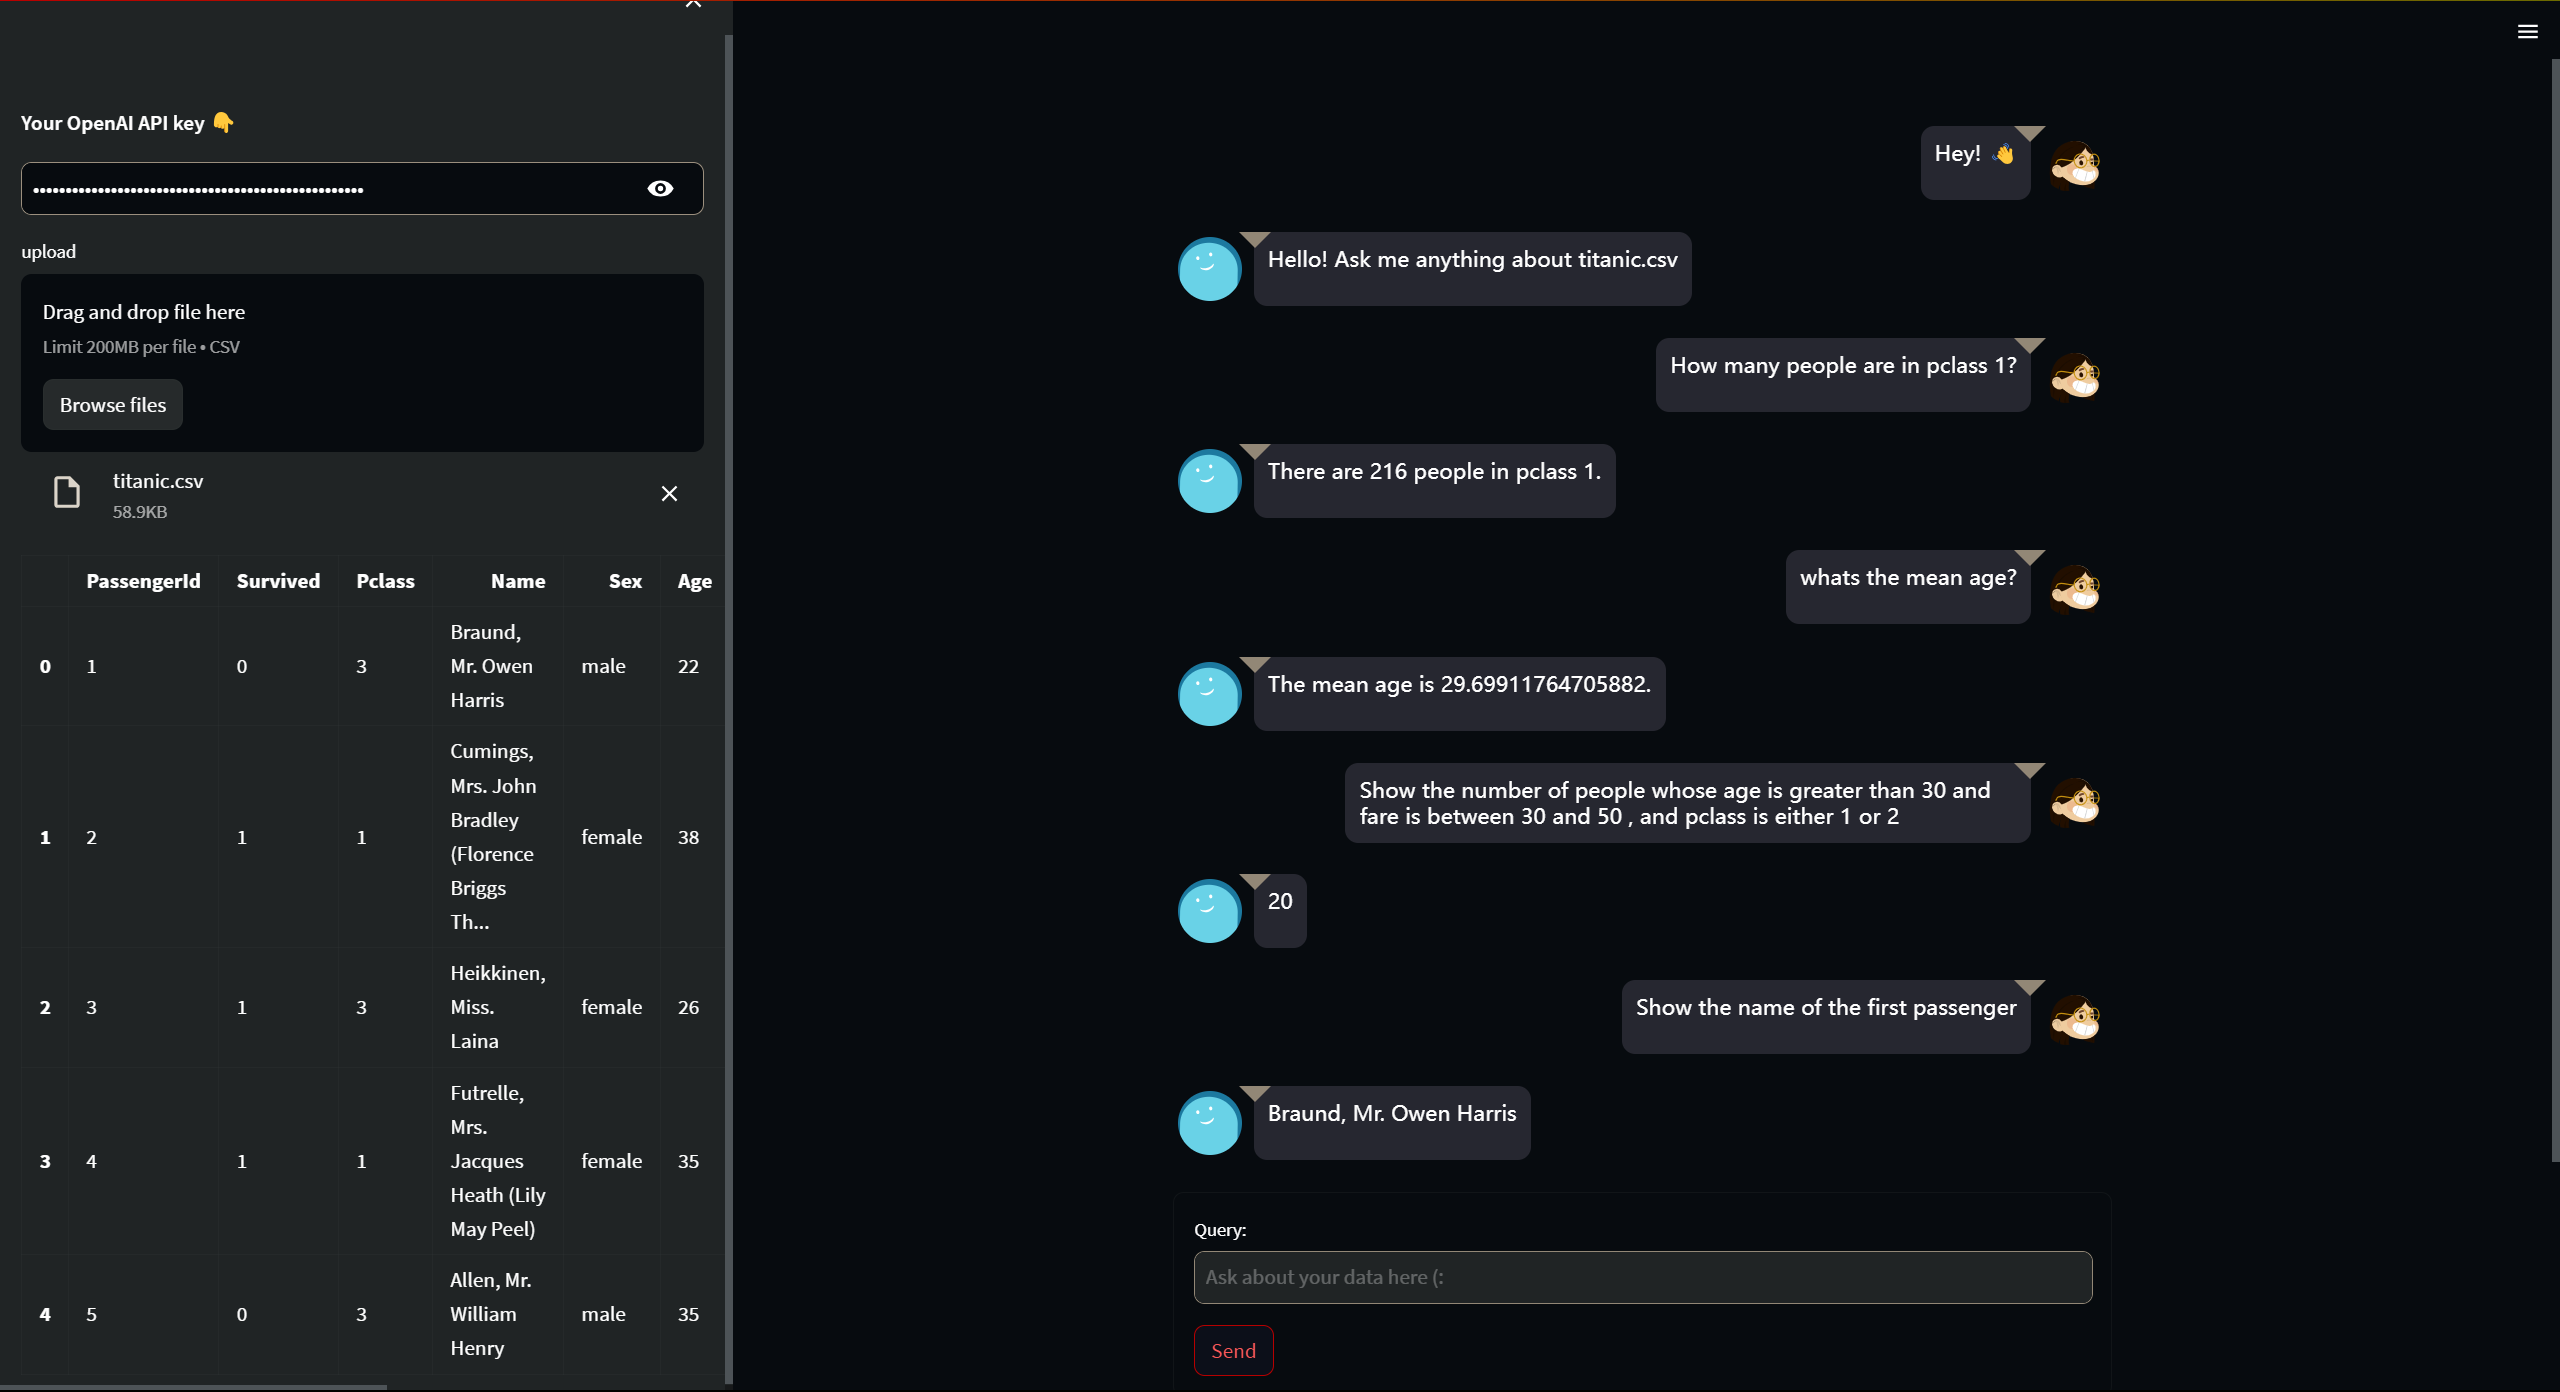 Your OpenAI API key 👇
••••••••••••••••••••••••••••••••••••••••••••••••••••
upload
Drag and drop file here
Limit 200MB per file • CSV
Browse files
titanic.csv
58.9KB
PassengerId Survived Pclass Name Sex Age
0 1 0 3 Braund, Mr. Owen Harris male 22
1 2 1 1 Cumings, Mrs. John Bradley (Florence Briggs Th... female 38
2 3 1 3 Heikkinen, Miss. Laina female 26
3 4 1 1 Futrelle, Mrs. Jacques Heath (Lily May Peel) female 35
4 5 0 3 Allen, Mr. William Henry male 35
Hey! 👋
Hello! Ask me anything about titanic.csv
How many people are in pclass 1?
There are 216 people in pclass 1.
whats the mean age?
The mean age is 29.69911764705882.
Show the number of people whose age is greater than 30 and
fare is between 30 and 50 , and pclass is either 1 or 2
20
Show the name of the first passenger
Braund, Mr. Owen Harris
Query:
Ask about your data here (:
Send